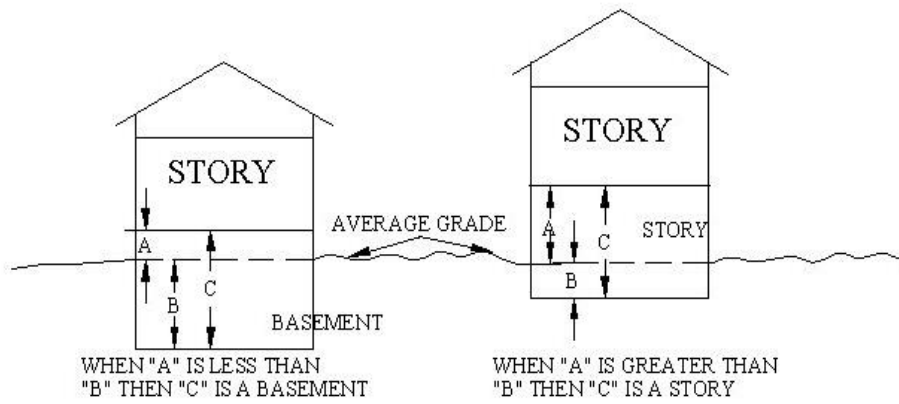 STORY
A
B
C
BASEMENT
WHEN "A" IS LESS THAN
"B" THEN "C" IS A BASEMENT
AVERAGE GRADE
STORY
A
B
C
STORY
WHEN "A" IS GREATER THAN
"B" THEN "C" IS A STORY